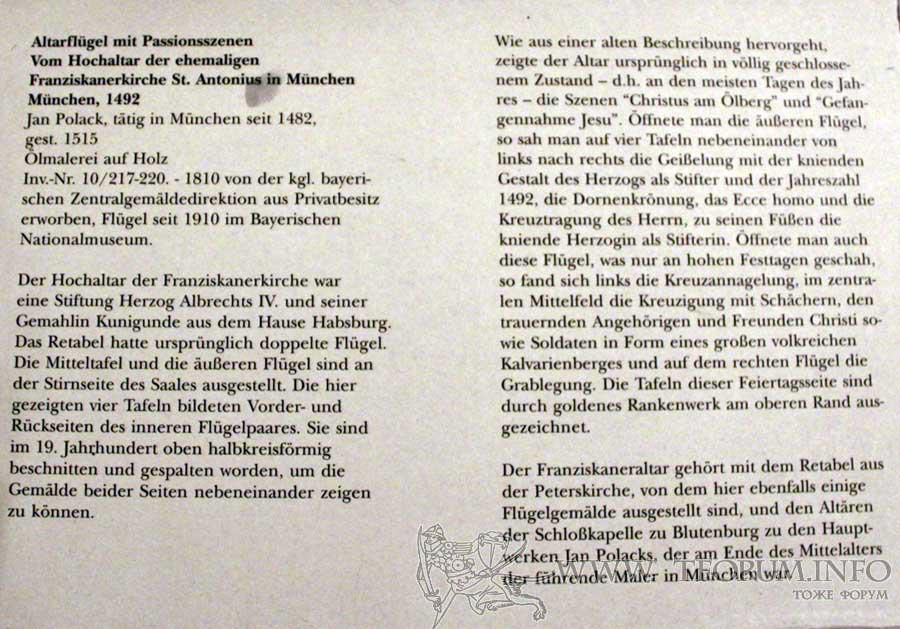 Altarflügel mit Passionsszenen
Vom Hochaltar der ehemaligen
Franziskanerkirche St. Antonius in München
München, 1492
Jan Polack, tätig in München seit 1482,
gest. 1515
Ölmalerei auf Holz
Inv.-Nr. 10/217-220. - 1810 von der kgl. bayeri-
schen Zentralgemäldedirektion aus Privatbesitz
erworben, Flügel seit 1910 im Bayerischen
Nationalmuseum.
Der Hochaltar der Franziskanerkirche war
eine Stiftung Herzog Albrechts IV. und seiner
Gemahlin Kunigunde aus dem Hause Habsburg.
Das Retabel hatte ursprünglich doppelte Flügel.
Die Mitteltafel und die äußeren Flügel sind an
der Stirnseite des Saales ausgestellt. Die hier
gezeigten vier Tafeln bildeten Vorder- und
Rückseiten des inneren Flügelpaares. Sie sind
im 19. Jahrhundert oben halbkreisförmig
beschnitten und gespalten worden, um die
Gemälde beider Seiten nebeneinander zeigen
zu können.
Wie aus einer alten Beschreibung hervorgeht,
zeigte der Altar ursprünglich in völlig geschlosse-
nem Zustand – d.h. an den meisten Tagen des Jah-
res – die Szenen "Christus am Ölberg" und "Gefan-
gennahme Jesu". Öffnete man die äußeren Flügel,
so sah man auf vier Tafeln nebeneinander von
links nach rechts die Geißelung mit der knienden
Gestalt des Herzogs als Stifter und der Jahreszahl
1492, die Dornenkrönung, das Ecce homo und die
Kreuztragung des Herrn, zu seinen Füßen die
kniende Herzogin als Stifterin. Öffnete man auch
diese Flügel, was nur an hohen Festtagen geschah,
so fand sich links die Kreuzannagelung, im zentra-
len Mittelfeld die Kreuzigung mit Schächern, den
trauernden Angehörigen und Freunden Christi so-
wie Soldaten in Form eines großen volkreichen
Kalvarienberges und auf dem rechten Flügel die
Grablegung. Die Tafeln dieser Feiertagsseite sind
durch goldenes Rankenwerk am oberen Rand aus-
gezeichnet.
Der Franziskaneraltar gehört mit dem Retabel aus
der Peterskirche, von dem hier ebenfalls einige
Flügelgemälde ausgestellt sind, und den Altären
der Schloßkapelle zu Blutenburg zu den Haupt-
werken Jan Polacks, der am Ende des Mittelalters
der führende Maler in München war.
WWW.TFORUM.INFO
ТОЖЕ ФОРУМ